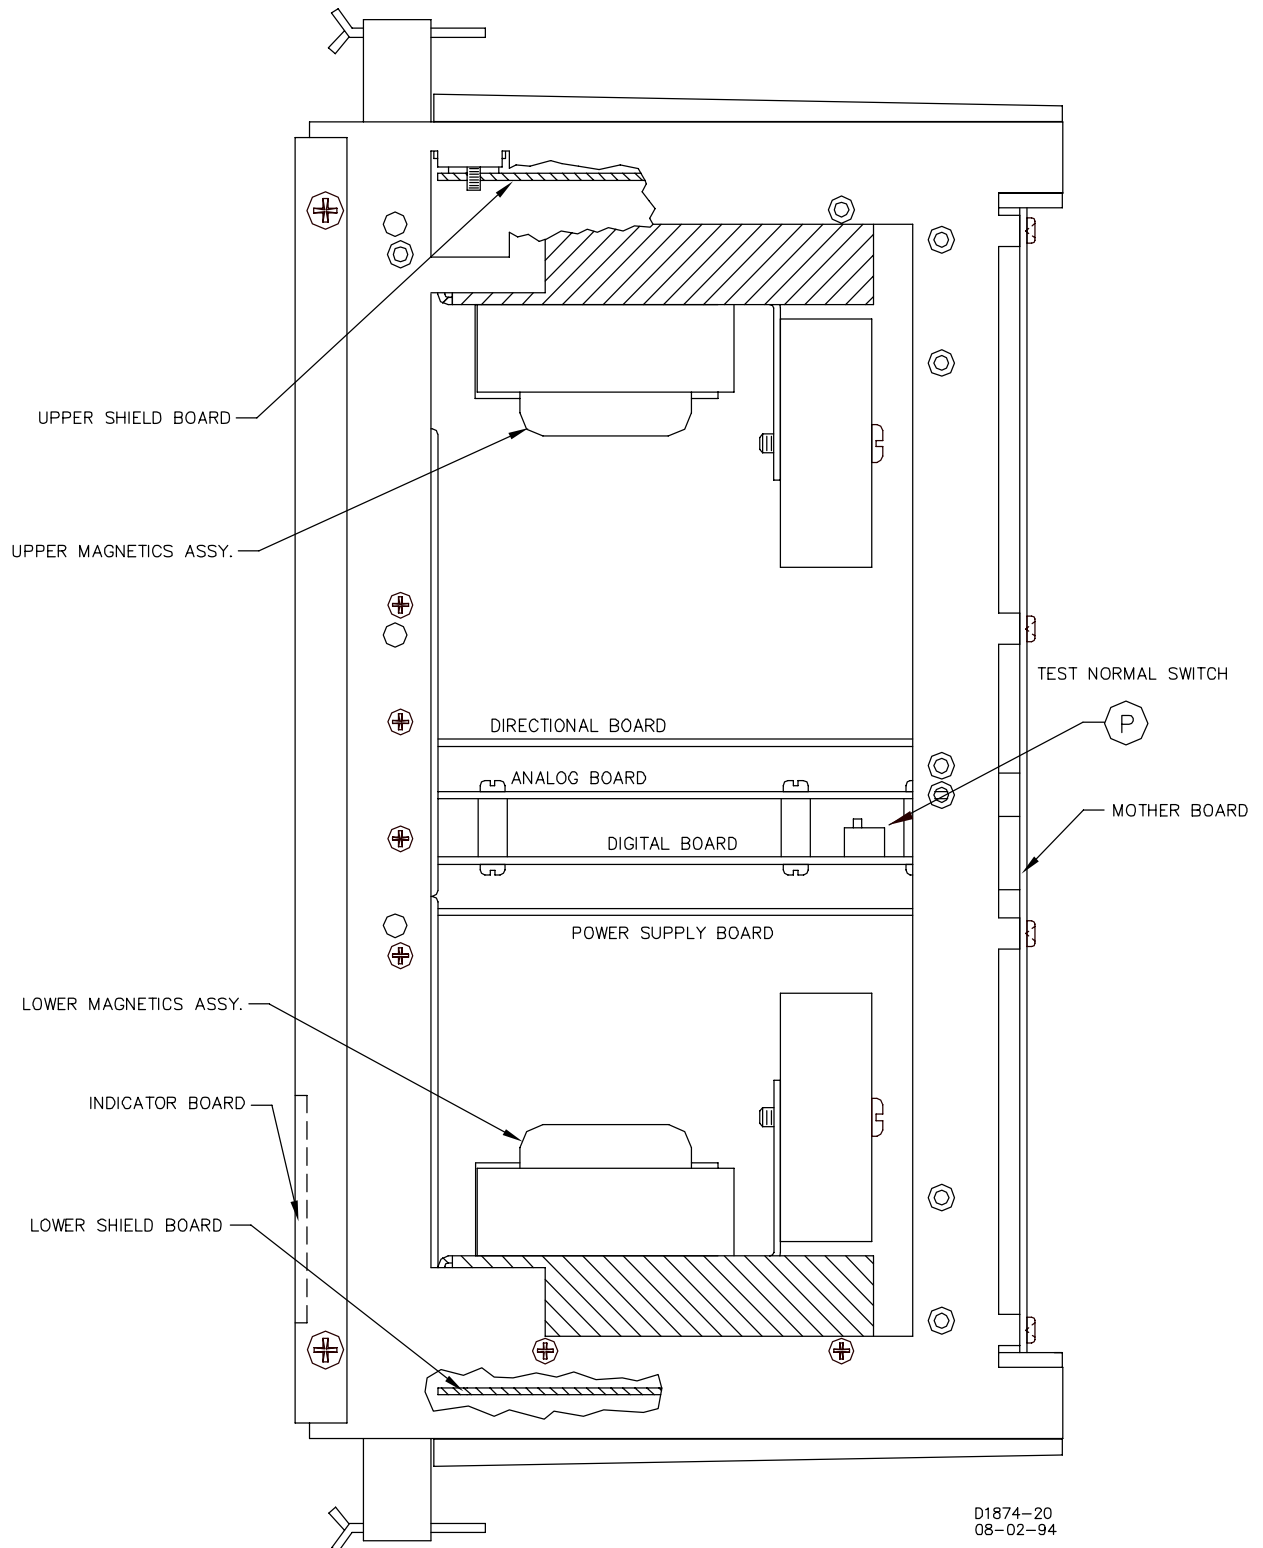 UPPER SHIELD BOARD
UPPER MAGNETICS ASSY.
TEST NORMAL SWITCH
P
DIRECTIONAL BOARD
ANALOG BOARD
MOTHER BOARD
DIGITAL BOARD
POWER SUPPLY BOARD
LOWER MAGNETICS ASSY.
INDICATOR BOARD
LOWER SHIELD BOARD
D1874-20
08-02-94